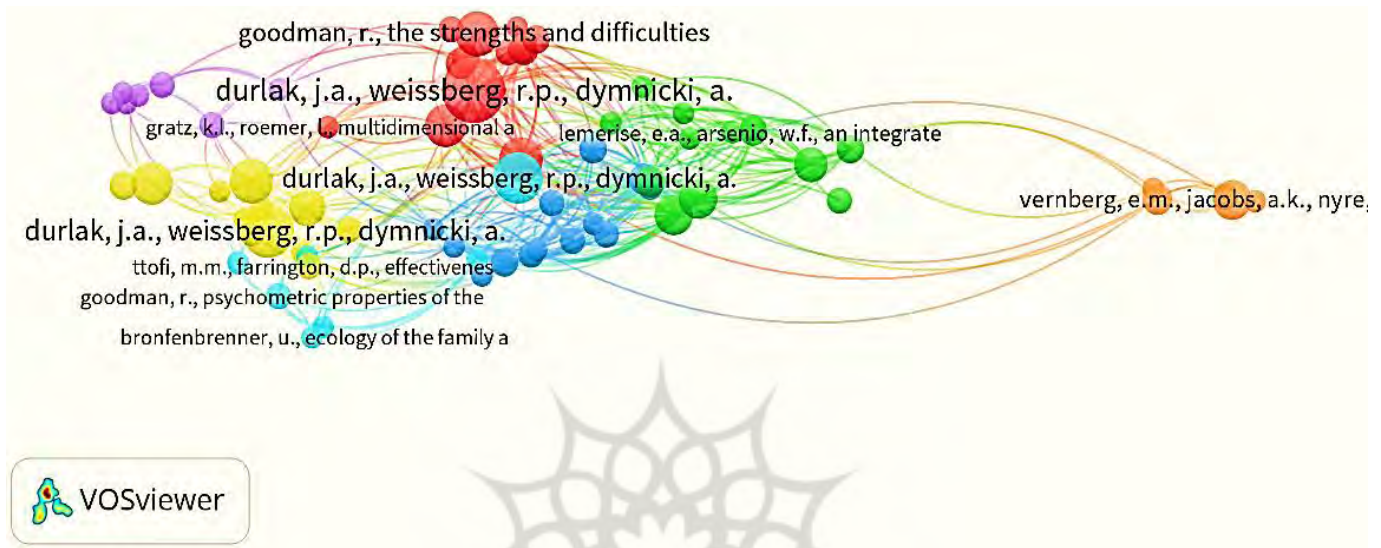 goodman, r., the strengths and difficulties
durlak, j.a., weissberg, r.p., dymnicki, a.
gratz, k.l., roemer, l., multidimensional a
lemerise, e.a., arsenio, w.f., an integrate
durlak, j.a., weissberg, r.p., dymnicki, a.
vernberg, e.m., jacobs, a.k., nyre,
durlak, j.a., weissberg, r.p., dymnicki, a.
ttofi, m.m., farrington, d.p., effectivenes
goodman, r., psychometric properties of the
bronfenbrenner, u., ecology of the family a
VOSviewer